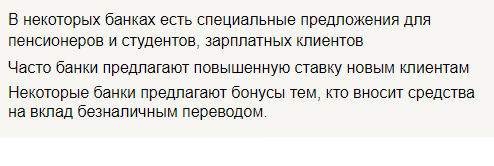 В некоторых банках есть специальные предложения для
пенсионеров и студентов, зарплатных клиентов
Часто банки предлагают повышенную ставку новым клиентам
Некоторые банки предлагают бонусы тем, кто вносит средства
на вклад безналичным переводом.